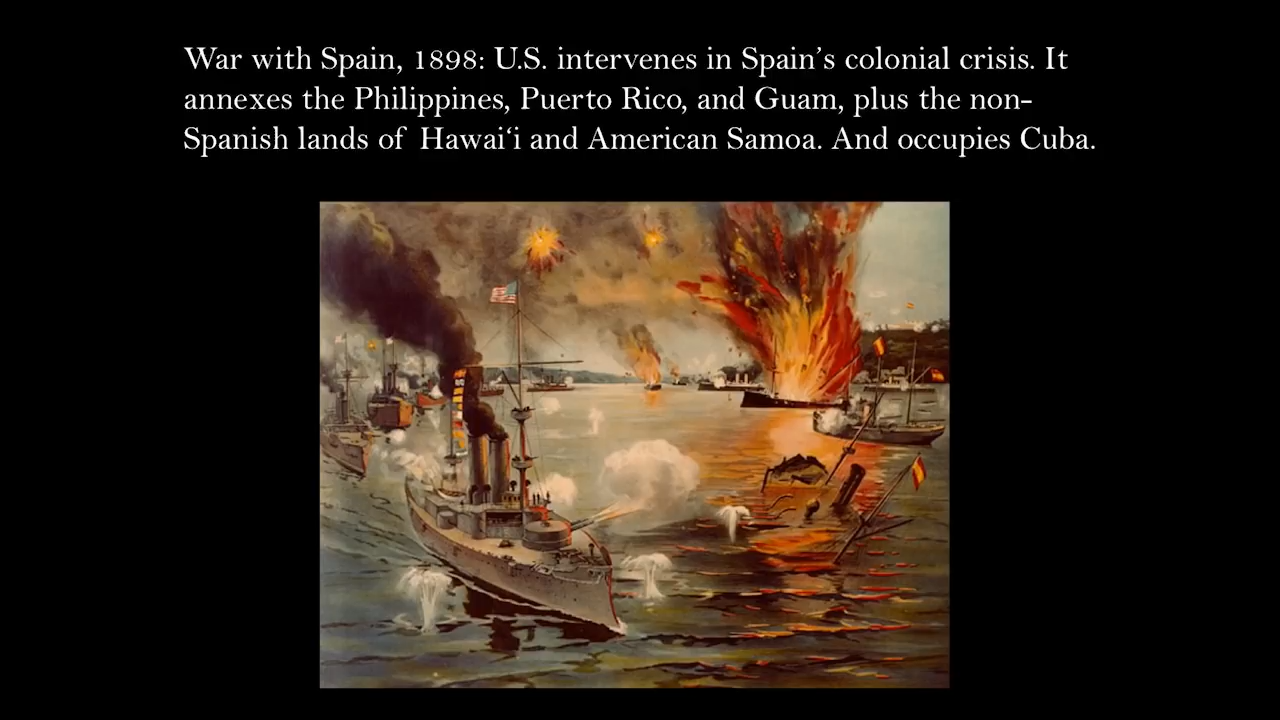 War with Spain, 1898: U.S. intervenes in Spain’s colonial crisis. It
annexes the Philippines, Puerto Rico, and Guam, plus the non-
Spanish lands of Hawai‘i and American Samoa. And occupies Cuba.